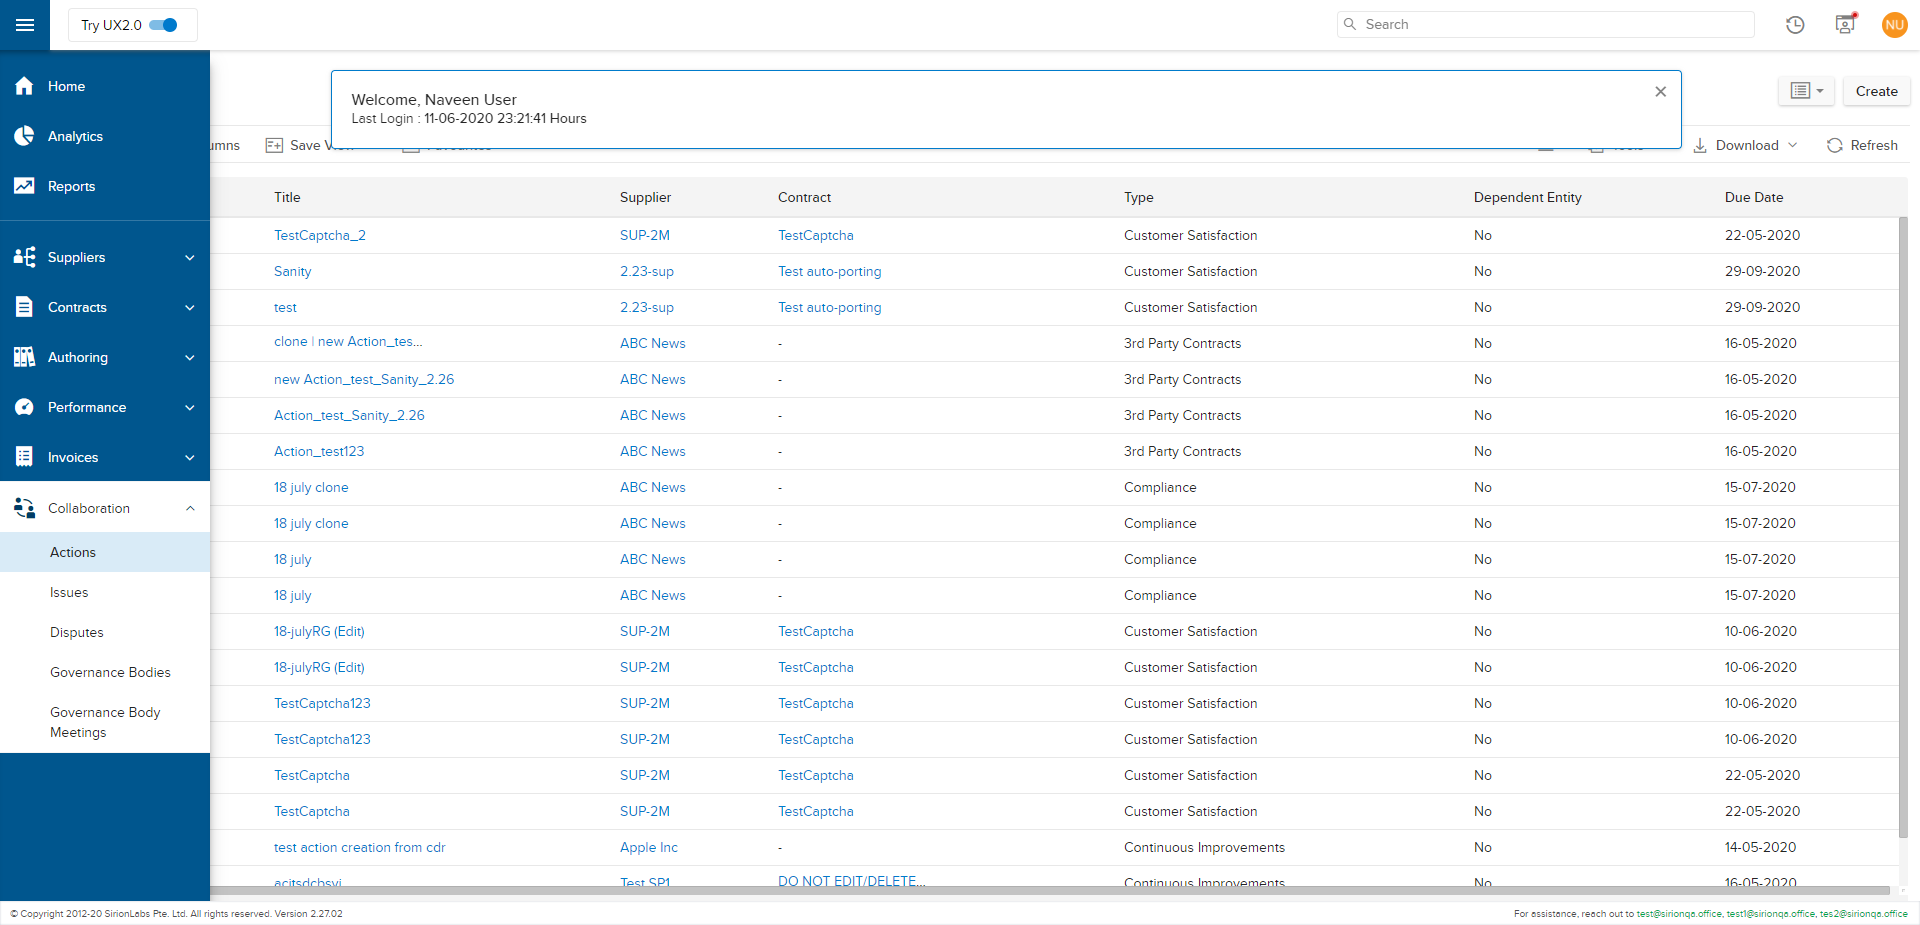 Try UX2.0
Search
NU
Home
Analytics
Reports
Suppliers
Contracts
Authoring
Performance
Invoices
Collaboration
Actions
Issues
Disputes
Governance Bodies
Governance Body
Meetings
Welcome, Naveen User
Last Login : 11-06-2020 23:21:41 Hours
Create
umns Save View Download Refresh
Title Supplier Contract Type Dependent Entity Due Date
TestCaptcha_2 SUP-2M TestCaptcha Customer Satisfaction No 22-05-2020
Sanity 2.23-sup Test auto-porting Customer Satisfaction No 29-09-2020
test 2.23-sup Test auto-porting Customer Satisfaction No 29-09-2020
clone | new Action_tes... ABC News - 3rd Party Contracts No 16-05-2020
new Action_test_Sanity_2.26 ABC News - 3rd Party Contracts No 16-05-2020
Action_test_Sanity_2.26 ABC News - 3rd Party Contracts No 16-05-2020
Action_test123 ABC News - 3rd Party Contracts No 16-05-2020
18 july clone ABC News - Compliance No 15-07-2020
18 july clone ABC News - Compliance No 15-07-2020
18 july ABC News - Compliance No 15-07-2020
18 july ABC News - Compliance No 15-07-2020
18-julyRG (Edit) SUP-2M TestCaptcha Customer Satisfaction No 10-06-2020
18-julyRG (Edit) SUP-2M TestCaptcha Customer Satisfaction No 10-06-2020
TestCaptcha123 SUP-2M TestCaptcha Customer Satisfaction No 10-06-2020
TestCaptcha123 SUP-2M TestCaptcha Customer Satisfaction No 10-06-2020
TestCaptcha SUP-2M TestCaptcha Customer Satisfaction No 22-05-2020
TestCaptcha SUP-2M TestCaptcha Customer Satisfaction No 22-05-2020
test action creation from cdr Apple Inc - Continuous Improvements No 14-05-2020
Test SP1 DO NOT EDIT/DELETE... Continuous Improvements No 16-05-2020
© Copyright 2012-20 SirionLabs Pte. Ltd. All rights reserved. Version 2.27.02
For assistance, reach out to test@sirionqa.office, test1@sirionqa.office, tes2@sirionqa.office